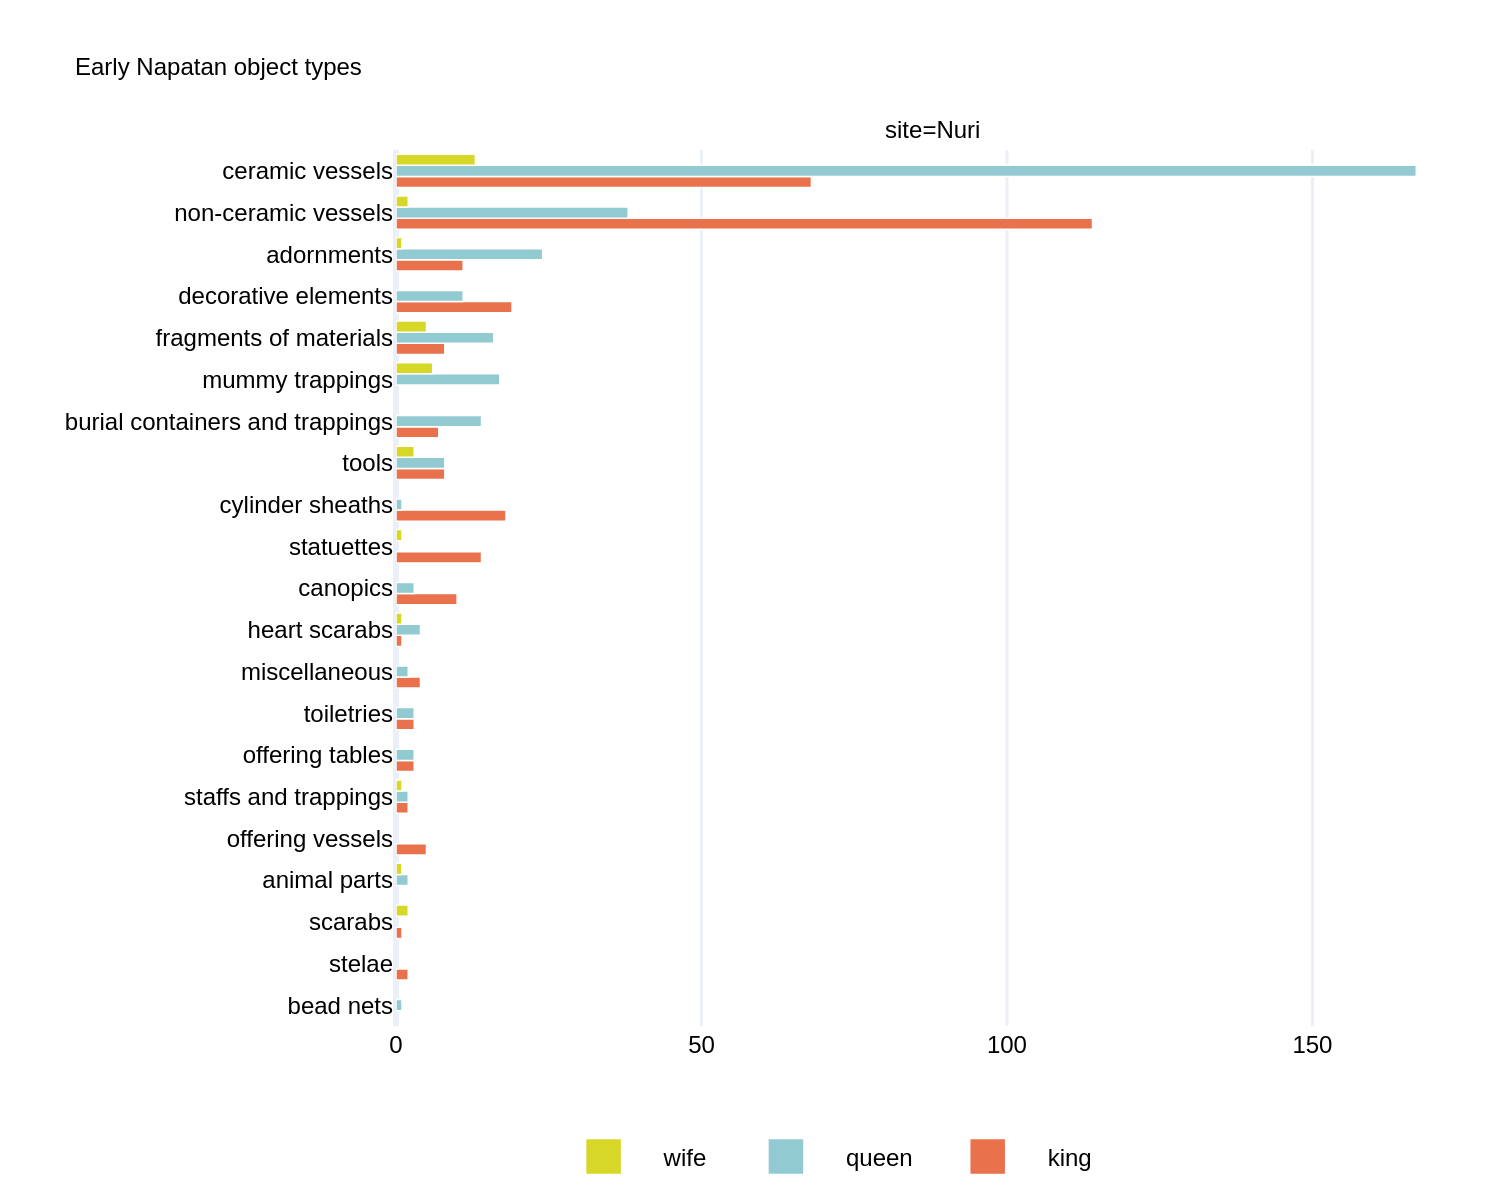 Early Napatan object types
site=Nuri
ceramic vessels
non-ceramic vessels
adornments
decorative elements
fragments of materials
mummy trappings
burial containers and trappings
tools
cylinder sheaths
statuettes
canopics
heart scarabs
miscellaneous
toiletries
offering tables
staffs and trappings
offering vessels
animal parts
scarabs
stelae
bead nets
0 50 100 150
wife queen king